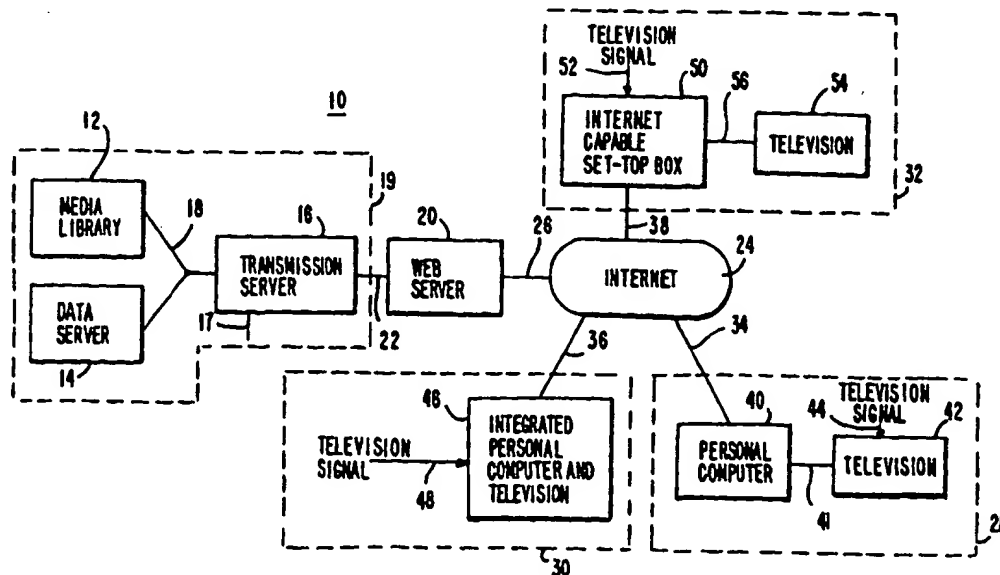 10
12
MEDIA
LIBRARY
18
16
TRANSMISSION
SERVER
19
DATA
SERVER
14
17
22
20
WEB
SERVER
26
INTERNET
24
TELEVISION
SIGNAL
52
50
INTERNET
CAPABLE
SET-TOP BOX
56
54
TELEVISION
32
38
36
34
46
TELEVISION
SIGNAL
48
INTEGRATED
PERSONAL
COMPUTER AND
TELEVISION
30
40
PERSONAL
COMPUTER
41
TELEVISION
SIGNAL
44
42
TELEVISION